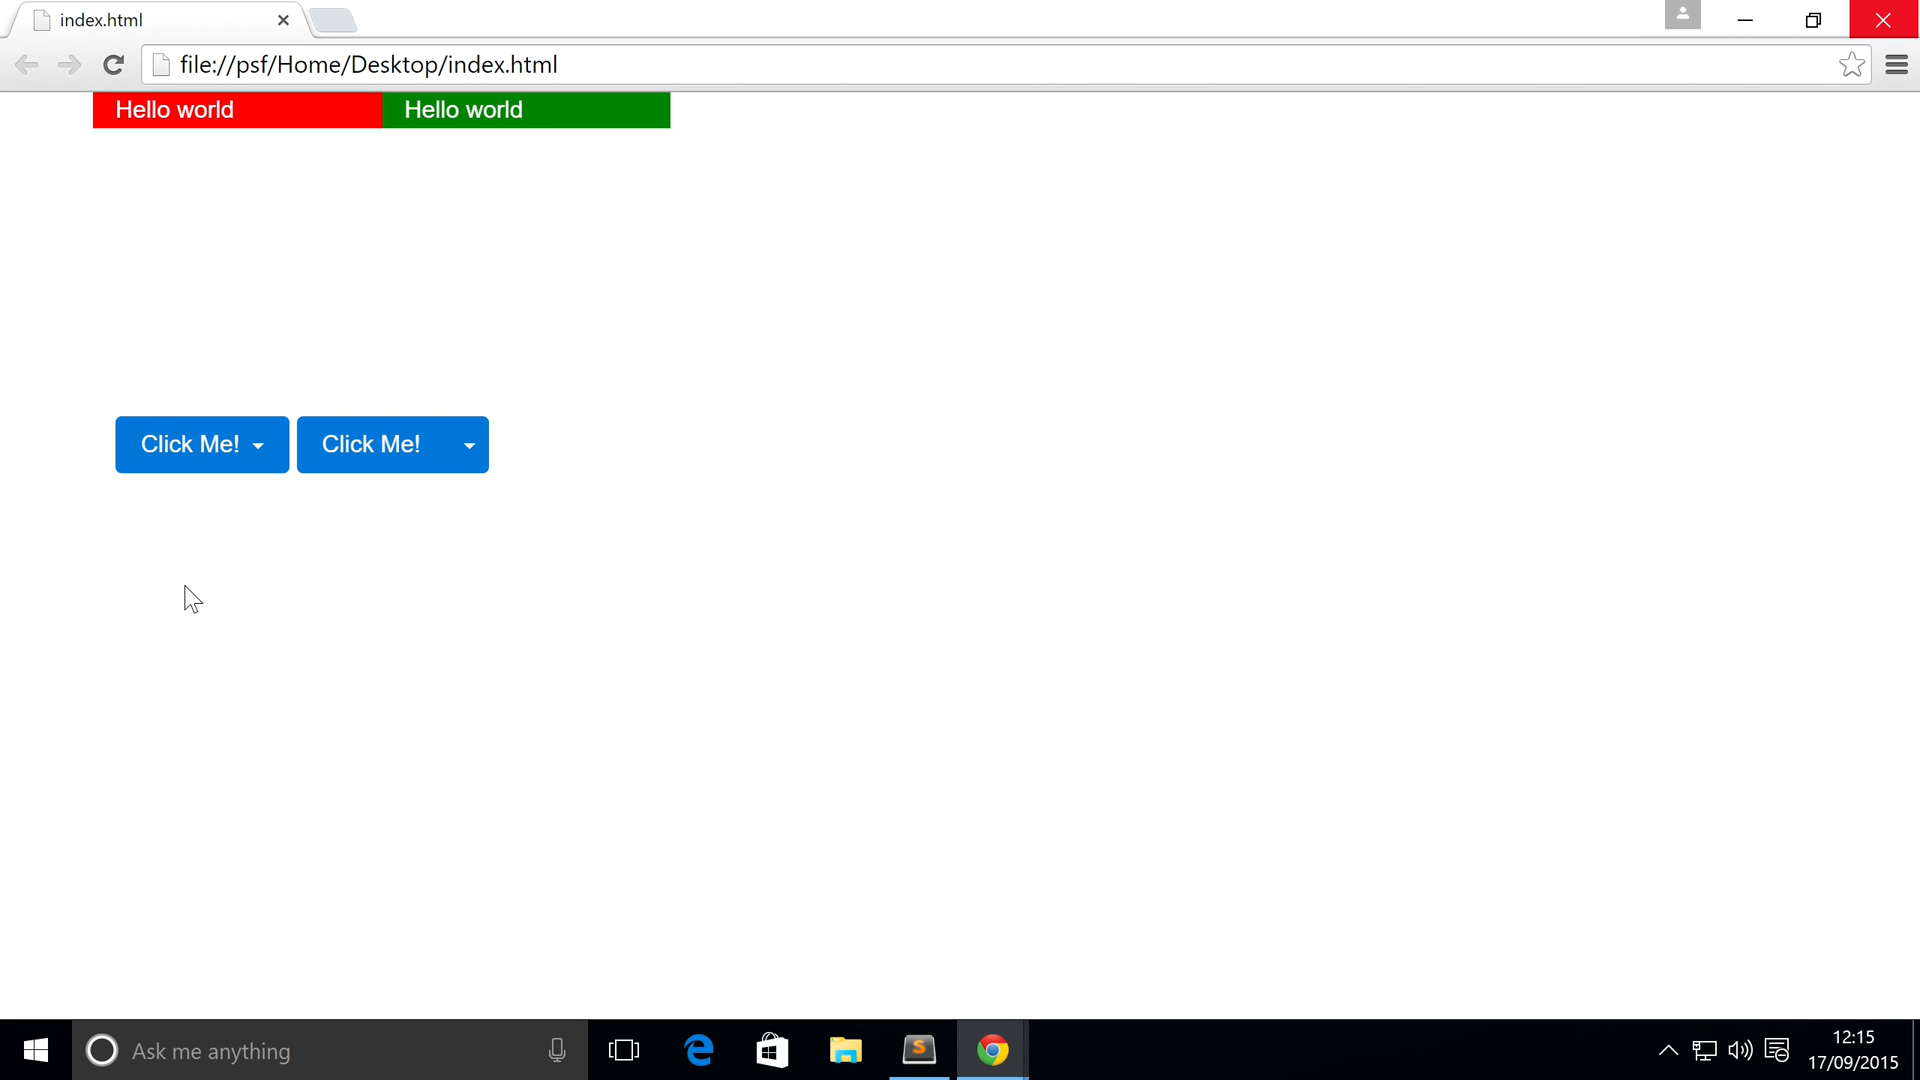 index.html
file://psf/Home/Desktop/index.html
Hello world Hello world
Click Me! Click Me!
Ask me anything
S
12:15
17/09/2015